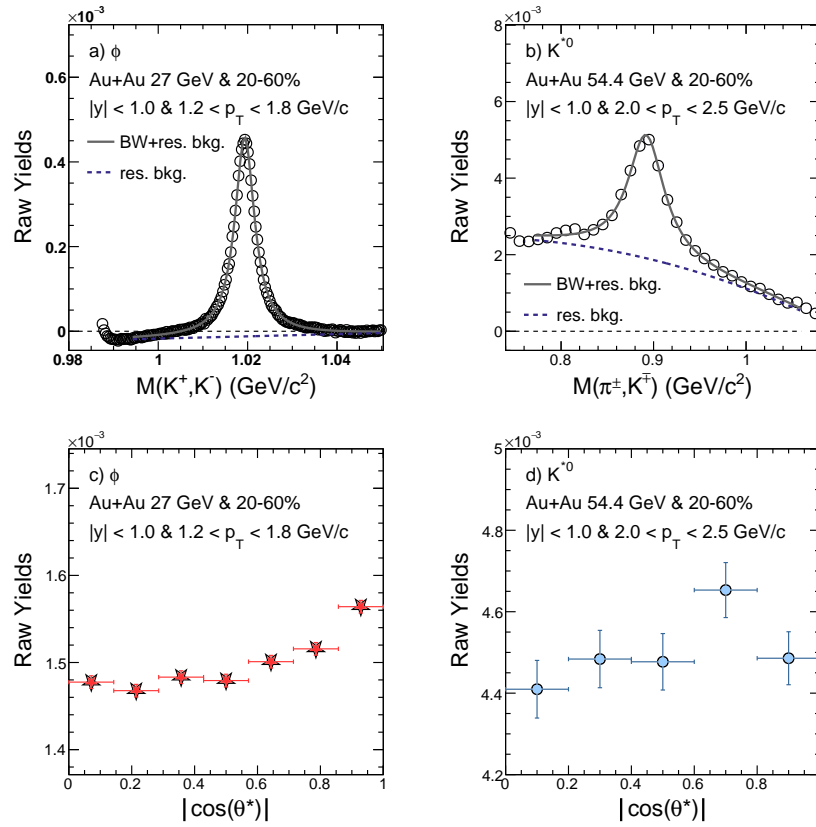 ×10⁻³
a) ϕ
Au+Au 27 GeV & 20-60%
|y| < 1.0 & 1.2 < p_T < 1.8 GeV/c
BW+res. bkg.
res. bkg.
Raw Yields
0.6
0.4
0.2
0
0.98 1 1.02 1.04
M(K⁺,K⁻) (GeV/c²)
×10⁻³
b) K*⁰
Au+Au 54.4 GeV & 20-60%
|y| < 1.0 & 2.0 < p_T < 2.5 GeV/c
BW+res. bkg.
res. bkg.
Raw Yields
8
6
4
2
0
0.8 0.9 1
M(π±,K∓) (GeV/c²)
×10⁻³
c) ϕ
Au+Au 27 GeV & 20-60%
|y| < 1.0 & 1.2 < p_T < 1.8 GeV/c
Raw Yields
1.7
1.6
1.5
1.4
0 0.2 0.4 0.6 0.8 1
|cos(θ*)|
×10⁻³
d) K*⁰
Au+Au 54.4 GeV & 20-60%
|y| < 1.0 & 2.0 < p_T < 2.5 GeV/c
Raw Yields
5
4.8
4.6
4.4
4.2
0 0.2 0.4 0.6 0.8
|cos(θ*)|